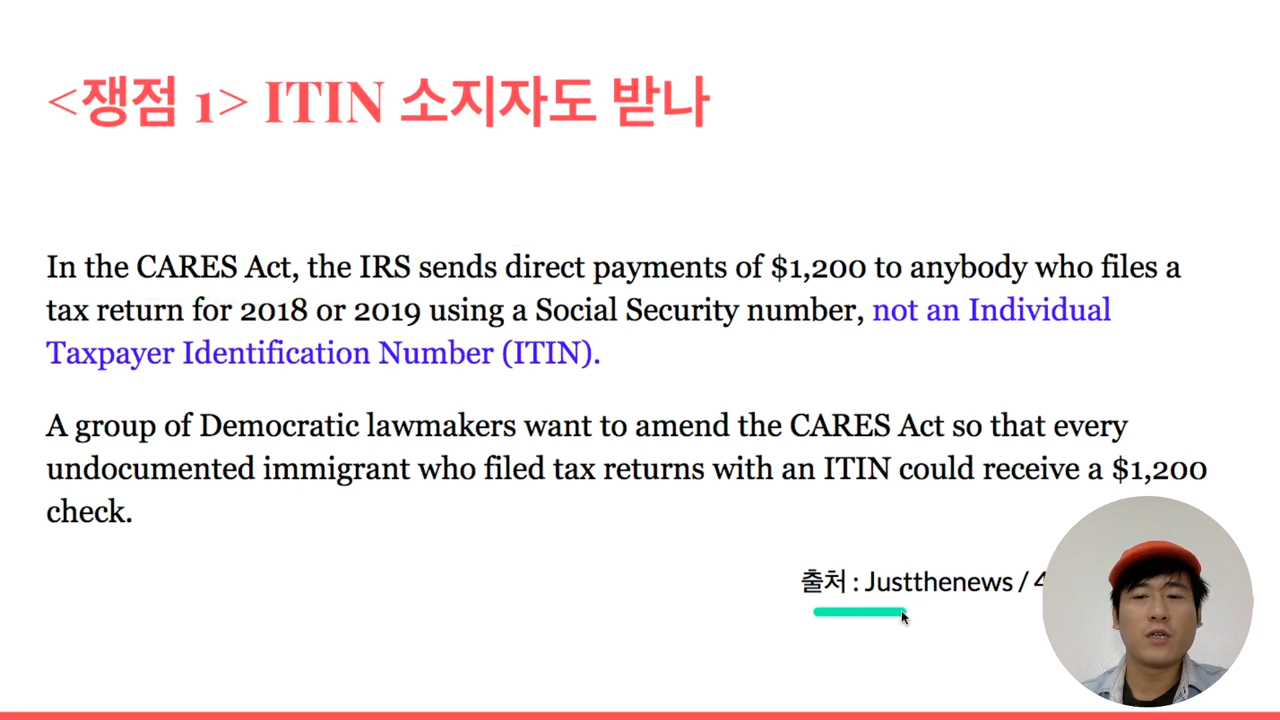 <쟁점 1> ITIN 소지자도 받나
In the CARES Act, the IRS sends direct payments of $1,200 to anybody who files a
tax return for 2018 or 2019 using a Social Security number, not an Individual
Taxpayer Identification Number (ITIN).
A group of Democratic lawmakers want to amend the CARES Act so that every
undocumented immigrant who filed tax returns with an ITIN could receive a $1,200
check.
출처 : Justthenews / 4